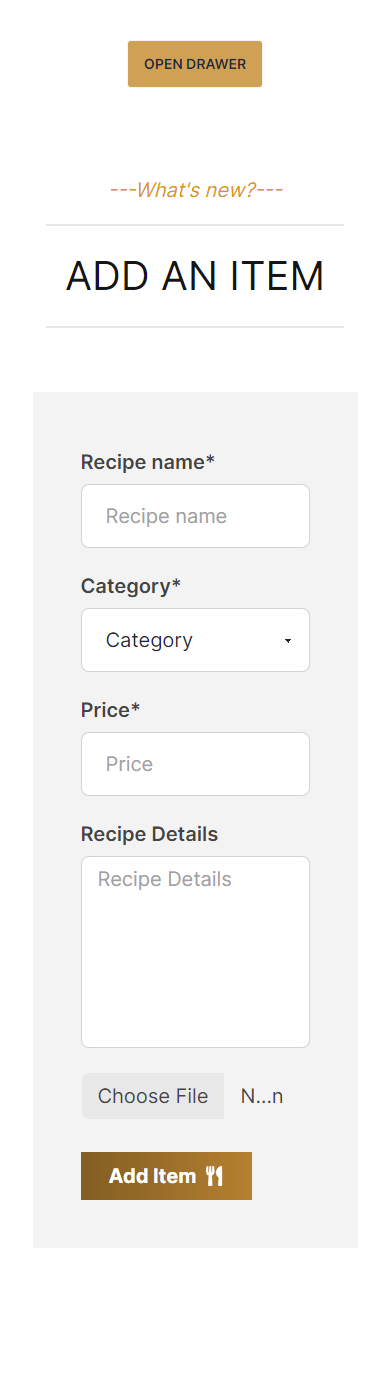 OPEN DRAWER
---What's new?---
ADD AN ITEM
Recipe name*
Recipe name
Category*
Category
Price*
Price
Recipe Details
Recipe Details
Choose File N...n
Add Item